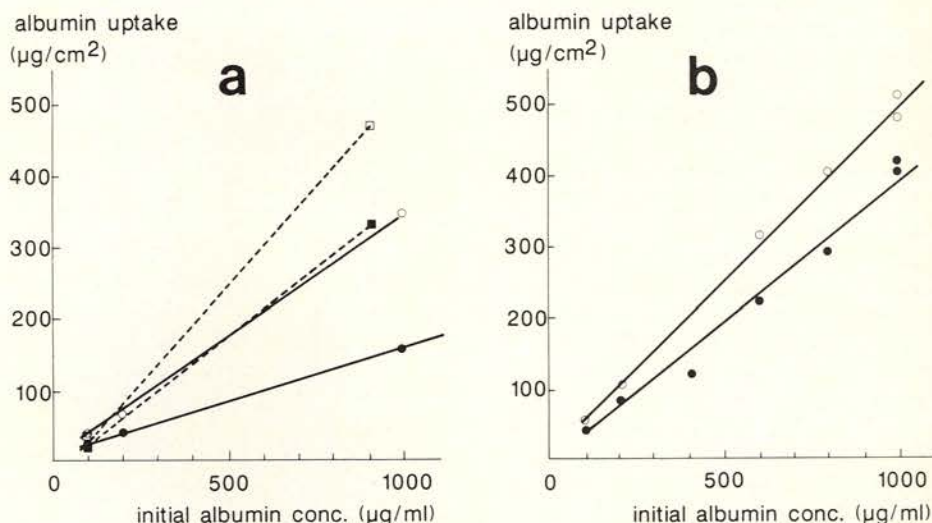 albumin uptake
(µg/cm2)
a
500
400
300
200
100
0
500
1000
initial albumin conc. (µg/ml)
albumin uptake
(µg/cm2)
b
500
400
300
200
100
0
500
1000
initial albumin conc. (µg/ml)